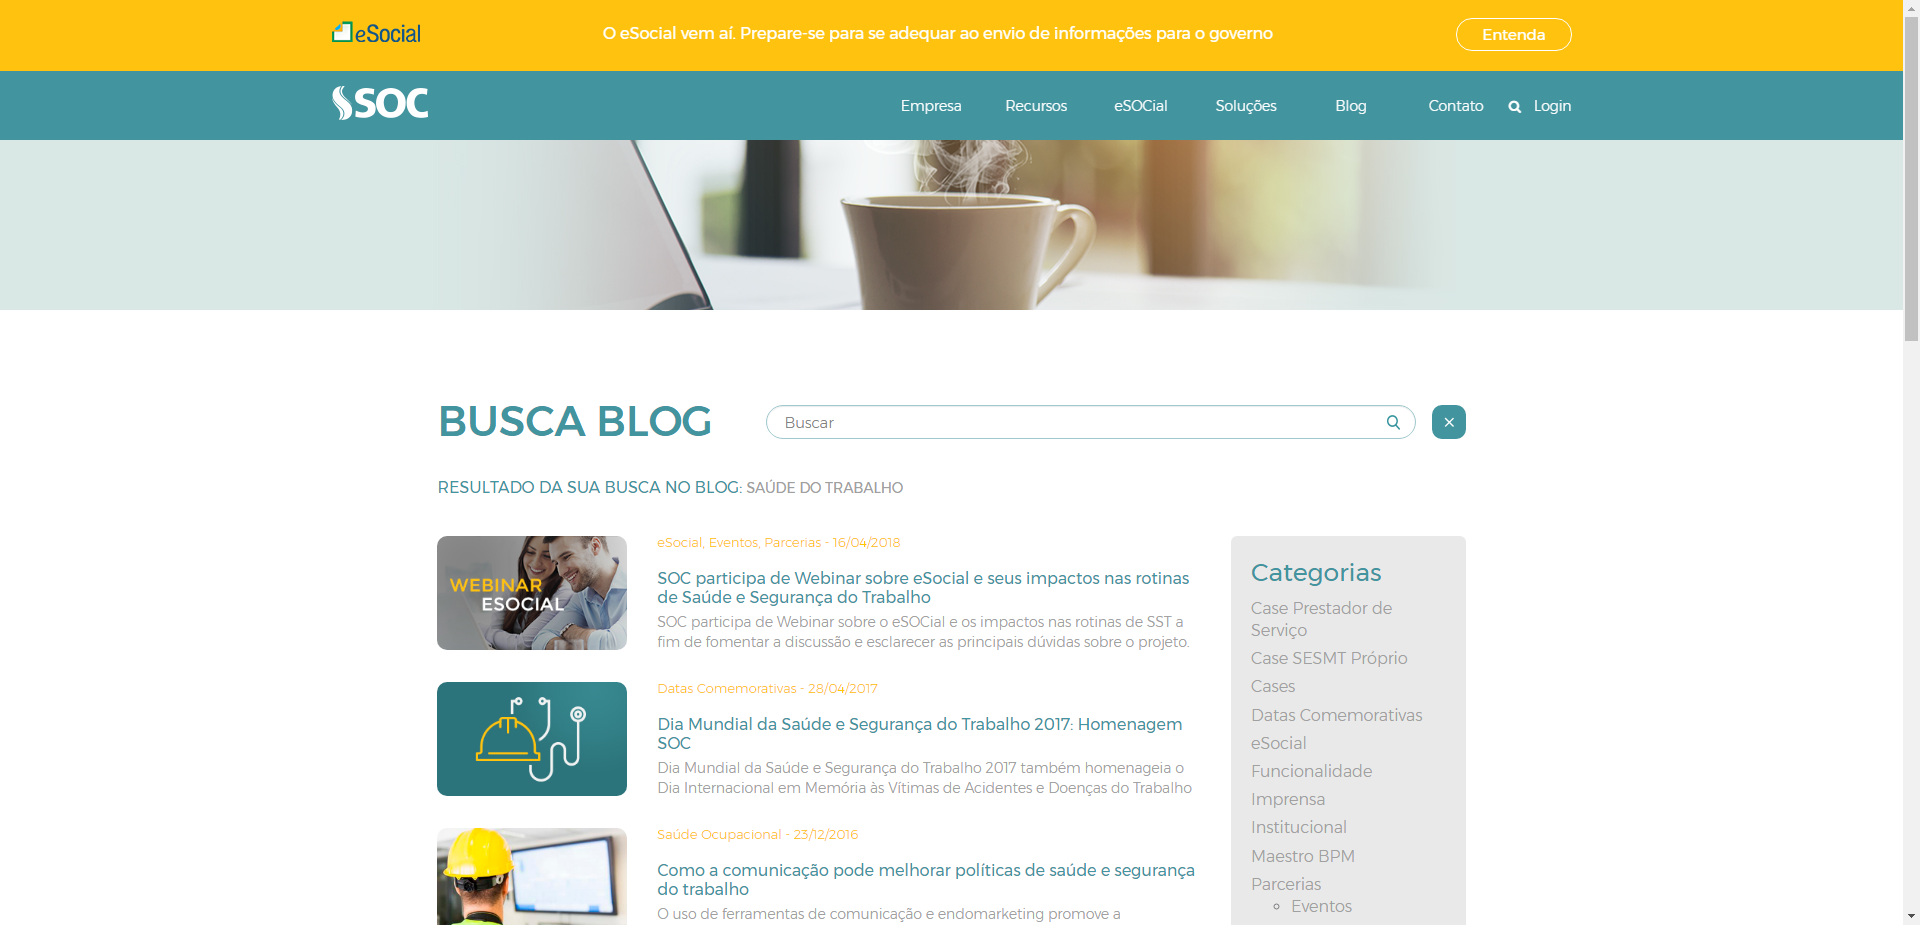 eSocial
O eSocial vem aí. Prepare-se para se adequar ao envio de informações para o governo
Entenda
SOC
Empresa
Recursos
eSOCial
Soluções
Blog
Contato
Login
BUSCA BLOG
Buscar
RESULTADO DA SUA BUSCA NO BLOG: SAÚDE DO TRABALHO
WEBINAR
ESOCIAL
eSocial, Eventos, Parcerias - 16/04/2018
SOC participa de Webinar sobre eSocial e seus impactos nas rotinas
de Saúde e Segurança do Trabalho
SOC participa de Webinar sobre o eSOCial e os impactos nas rotinas de SST a
fim de fomentar a discussão e esclarecer as principais dúvidas sobre o projeto.
Datas Comemorativas - 28/04/2017
Dia Mundial da Saúde e Segurança do Trabalho 2017: Homenagem
SOC
Dia Mundial da Saúde e Segurança do Trabalho 2017 também homenageia o
Dia Internacional em Memória às Vítimas de Acidentes e Doenças do Trabalho
Saúde Ocupacional - 23/12/2016
Como a comunicação pode melhorar políticas de saúde e segurança
do trabalho
O uso de ferramentas de comunicação e endomarketing promove a
Categorias
Case Prestador de
Serviço
Case SESMT Próprio
Cases
Datas Comemorativas
eSocial
Funcionalidade
Imprensa
Institucional
Maestro BPM
Parcerias
Eventos